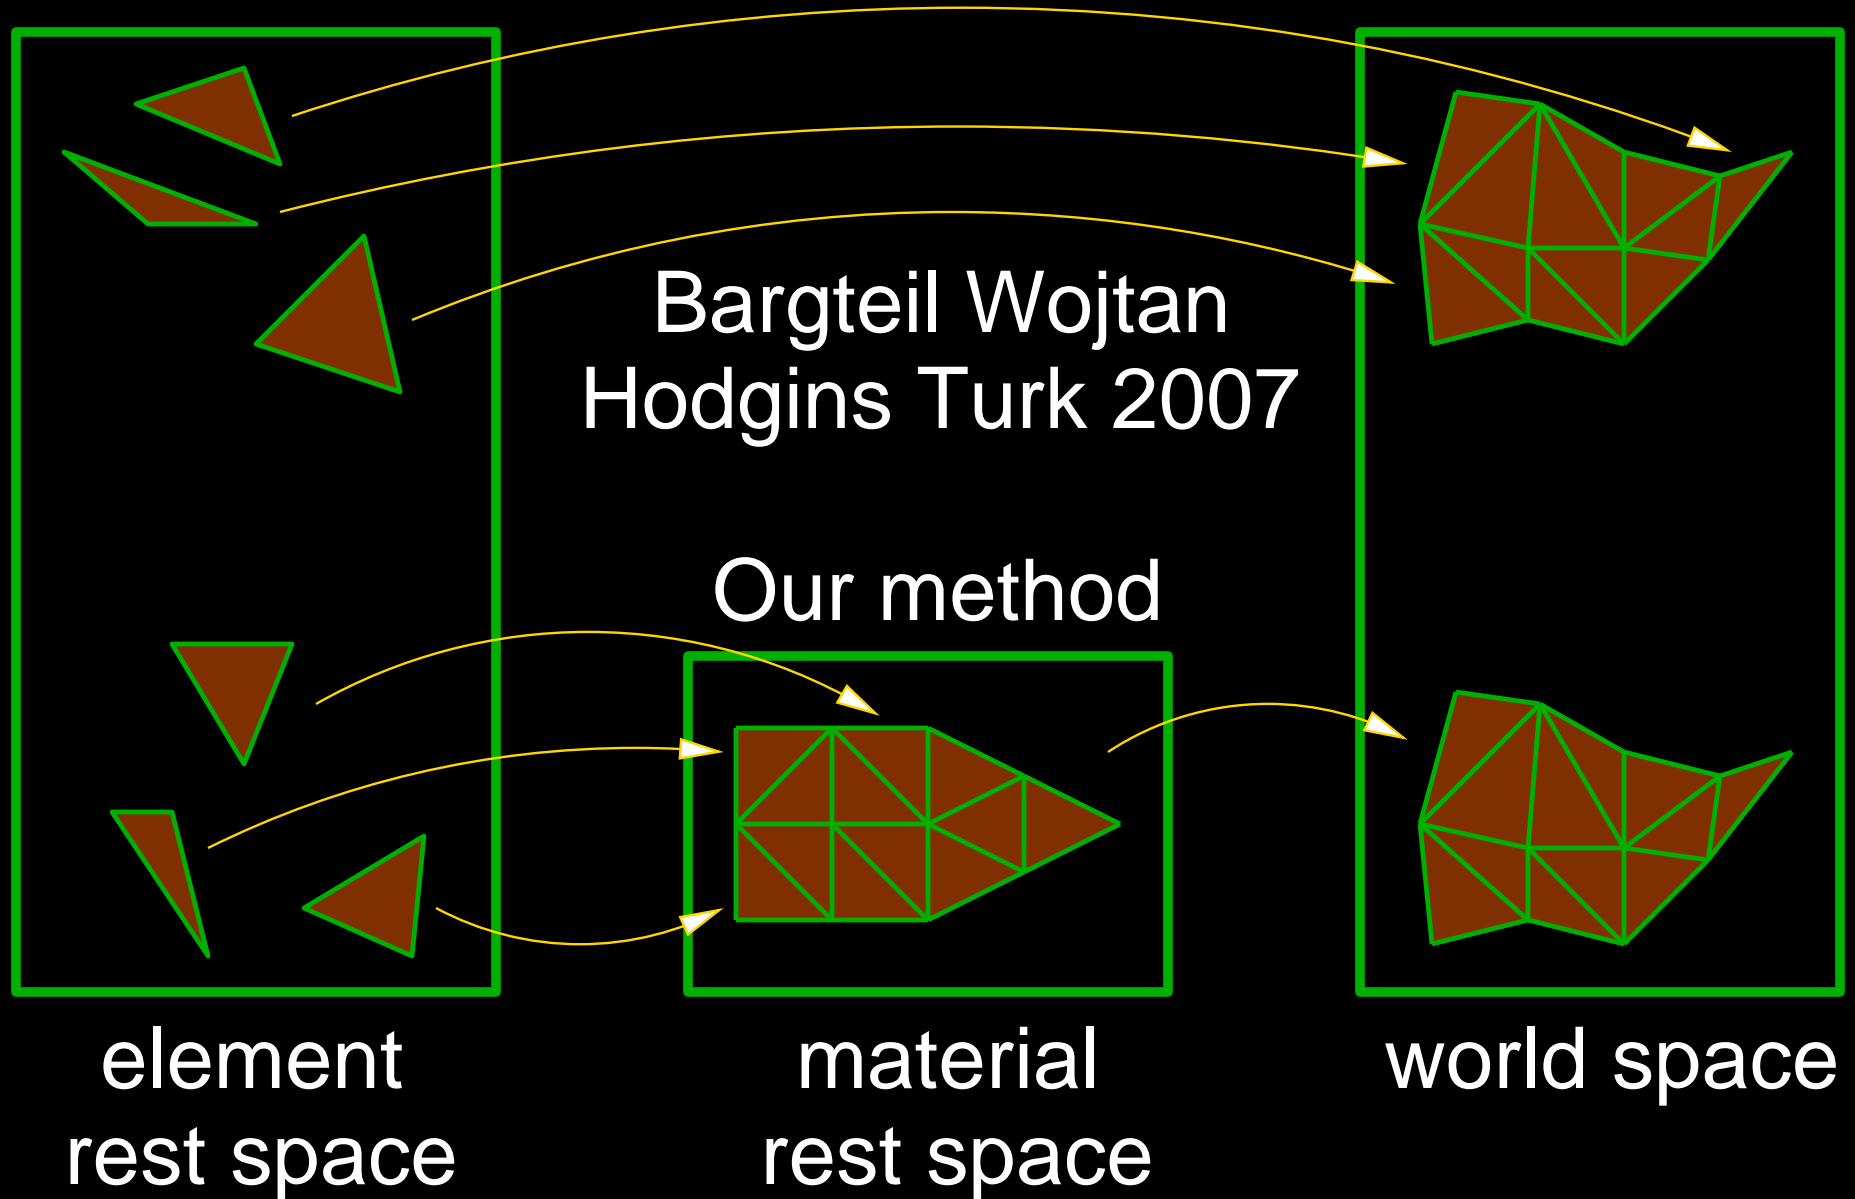 Bargteil Wojtan
Hodgins Turk 2007
Our method
element
rest space
material
rest space
world space